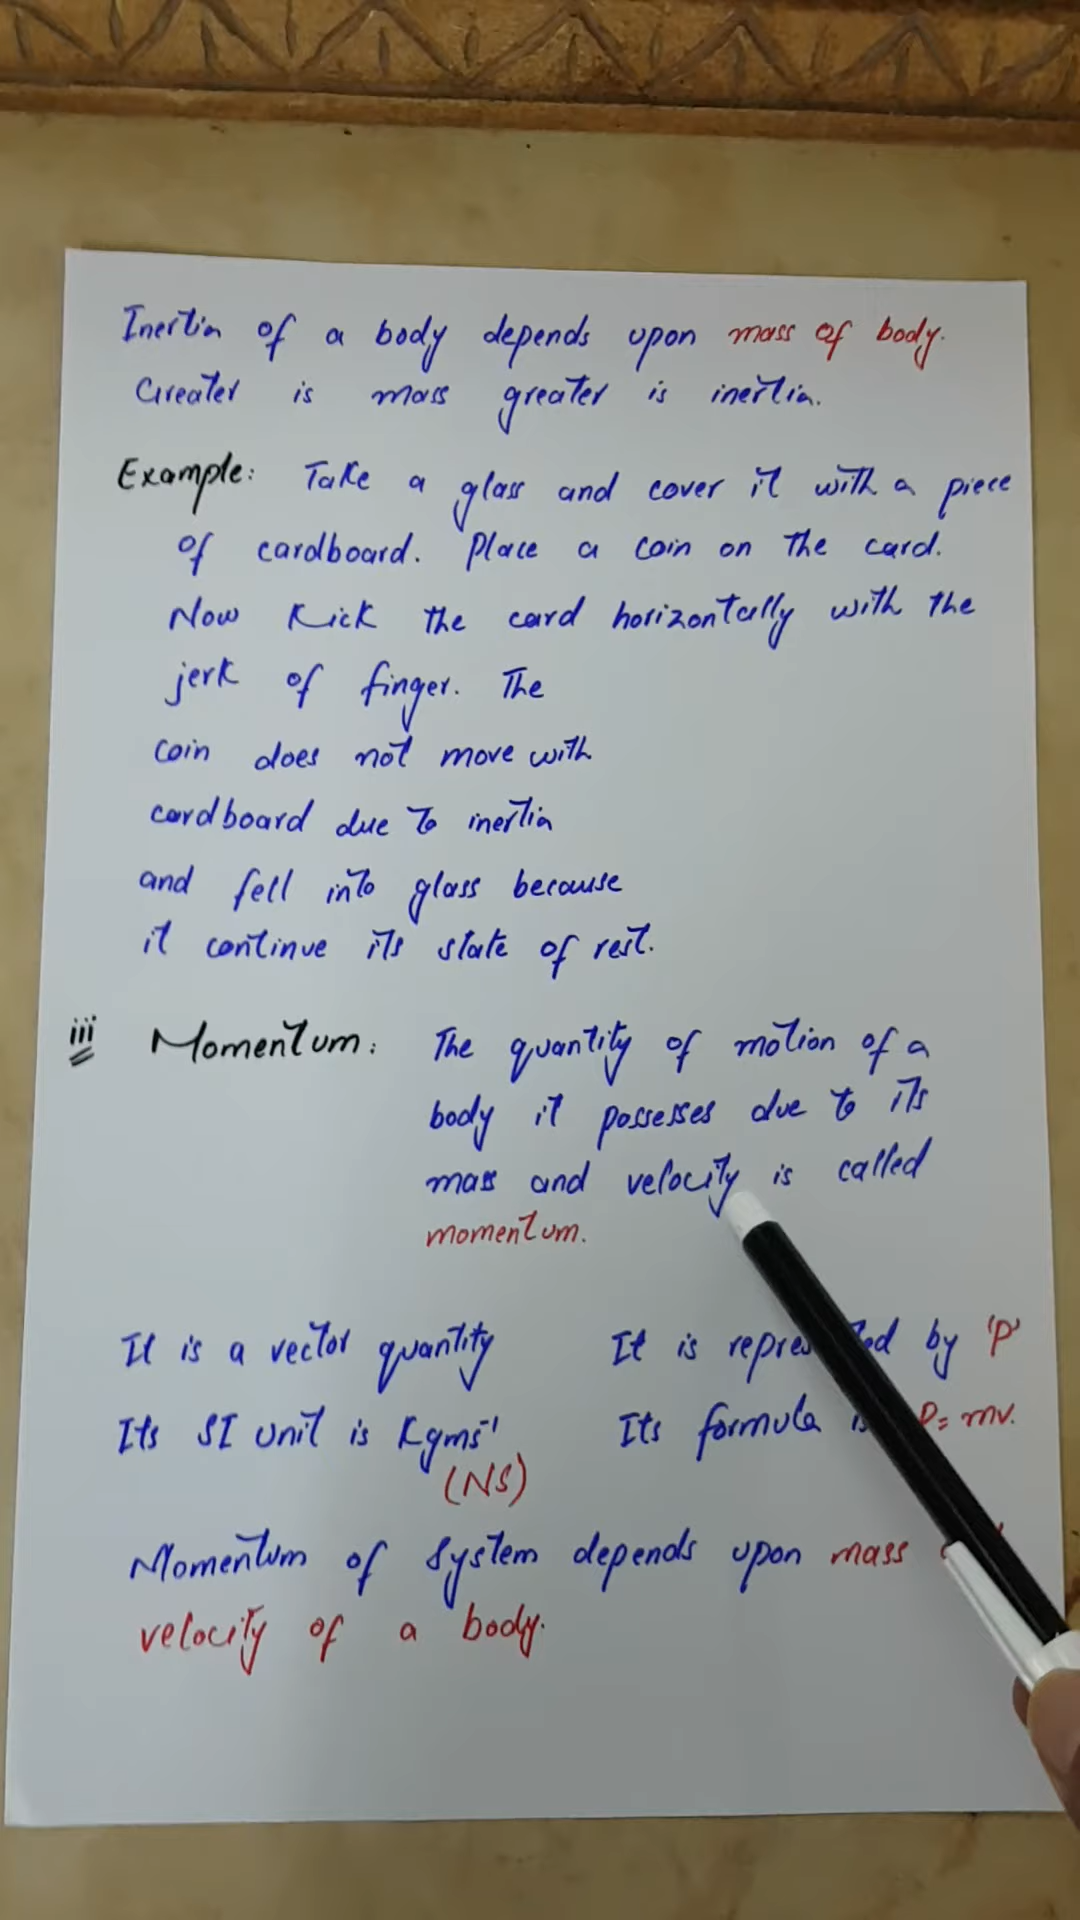 Inertia of a body depends upon mass of body.
Greater is mass greater is inertia.
Example: Take a glass and cover it with a piece
of cardboard. Place a coin on the card.
Now Kick the card horizontally with the
jerk of finger. The
coin does not move with
cardboard due to inertia
and fell into glass because
it continue its state of rest.
iii Momentum: The quantity of motion of a
body it possesses due to its
mass and velocity is called
momentum.
It is a vector quantity It is by 'P'
Its SI unit is Kgms⁻¹ Its formula is P= mv.
(NS)
Momentum of system depends upon mass
velocity of a body.